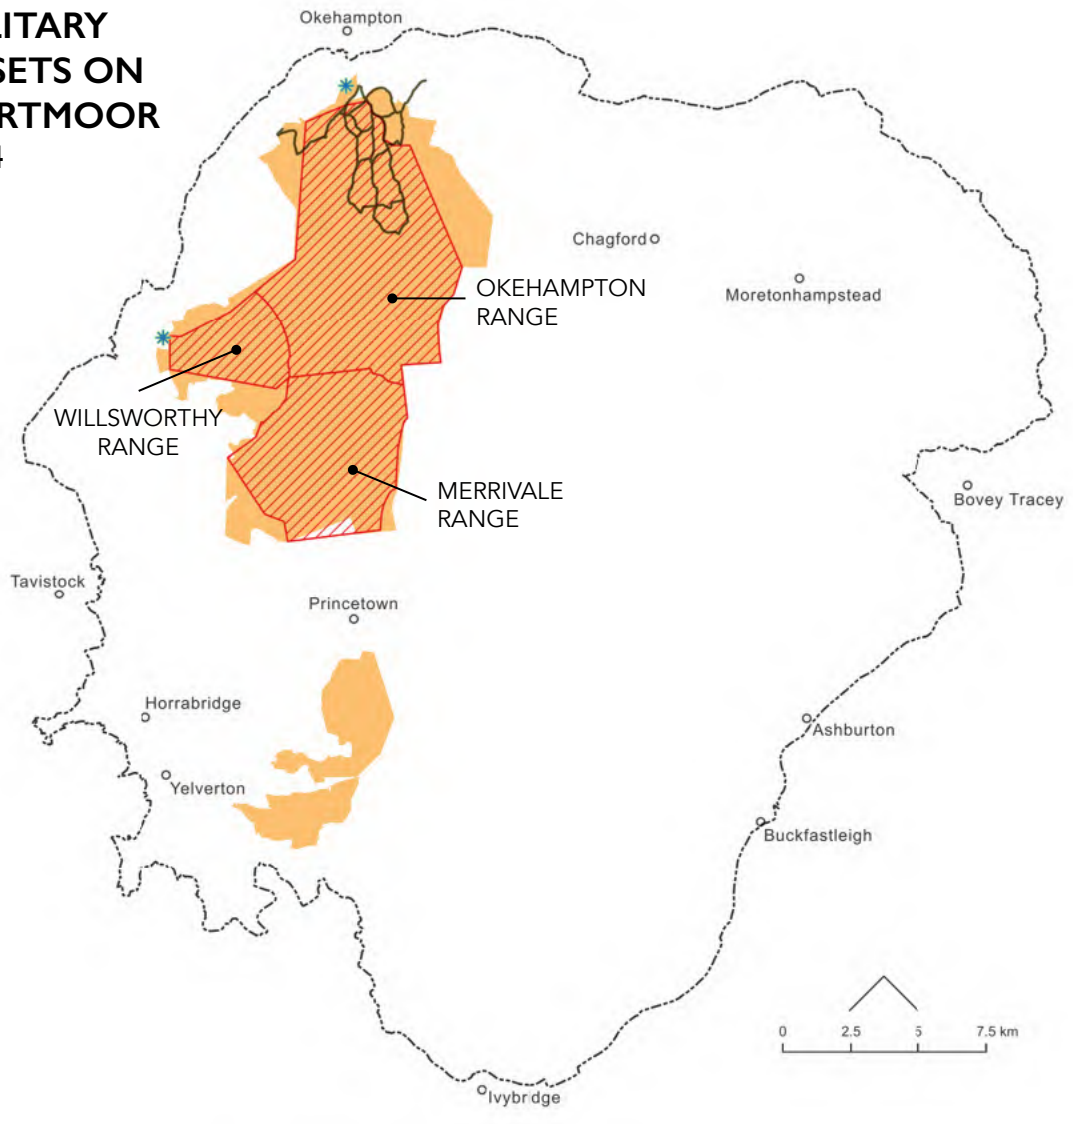 LITARY
SETS ON
RTMOOR
Okehampton
Chagford
Moretonhampstead
OKEHAMPTON
RANGE
WILLSWORTHY
RANGE
MERRIVALE
RANGE
Bovey Tracey
Tavistock
Princetown
Horrabridge
Ashburton
Yelverton
Buckfastleigh
0 2.5 5 7.5 km
Ivybridge